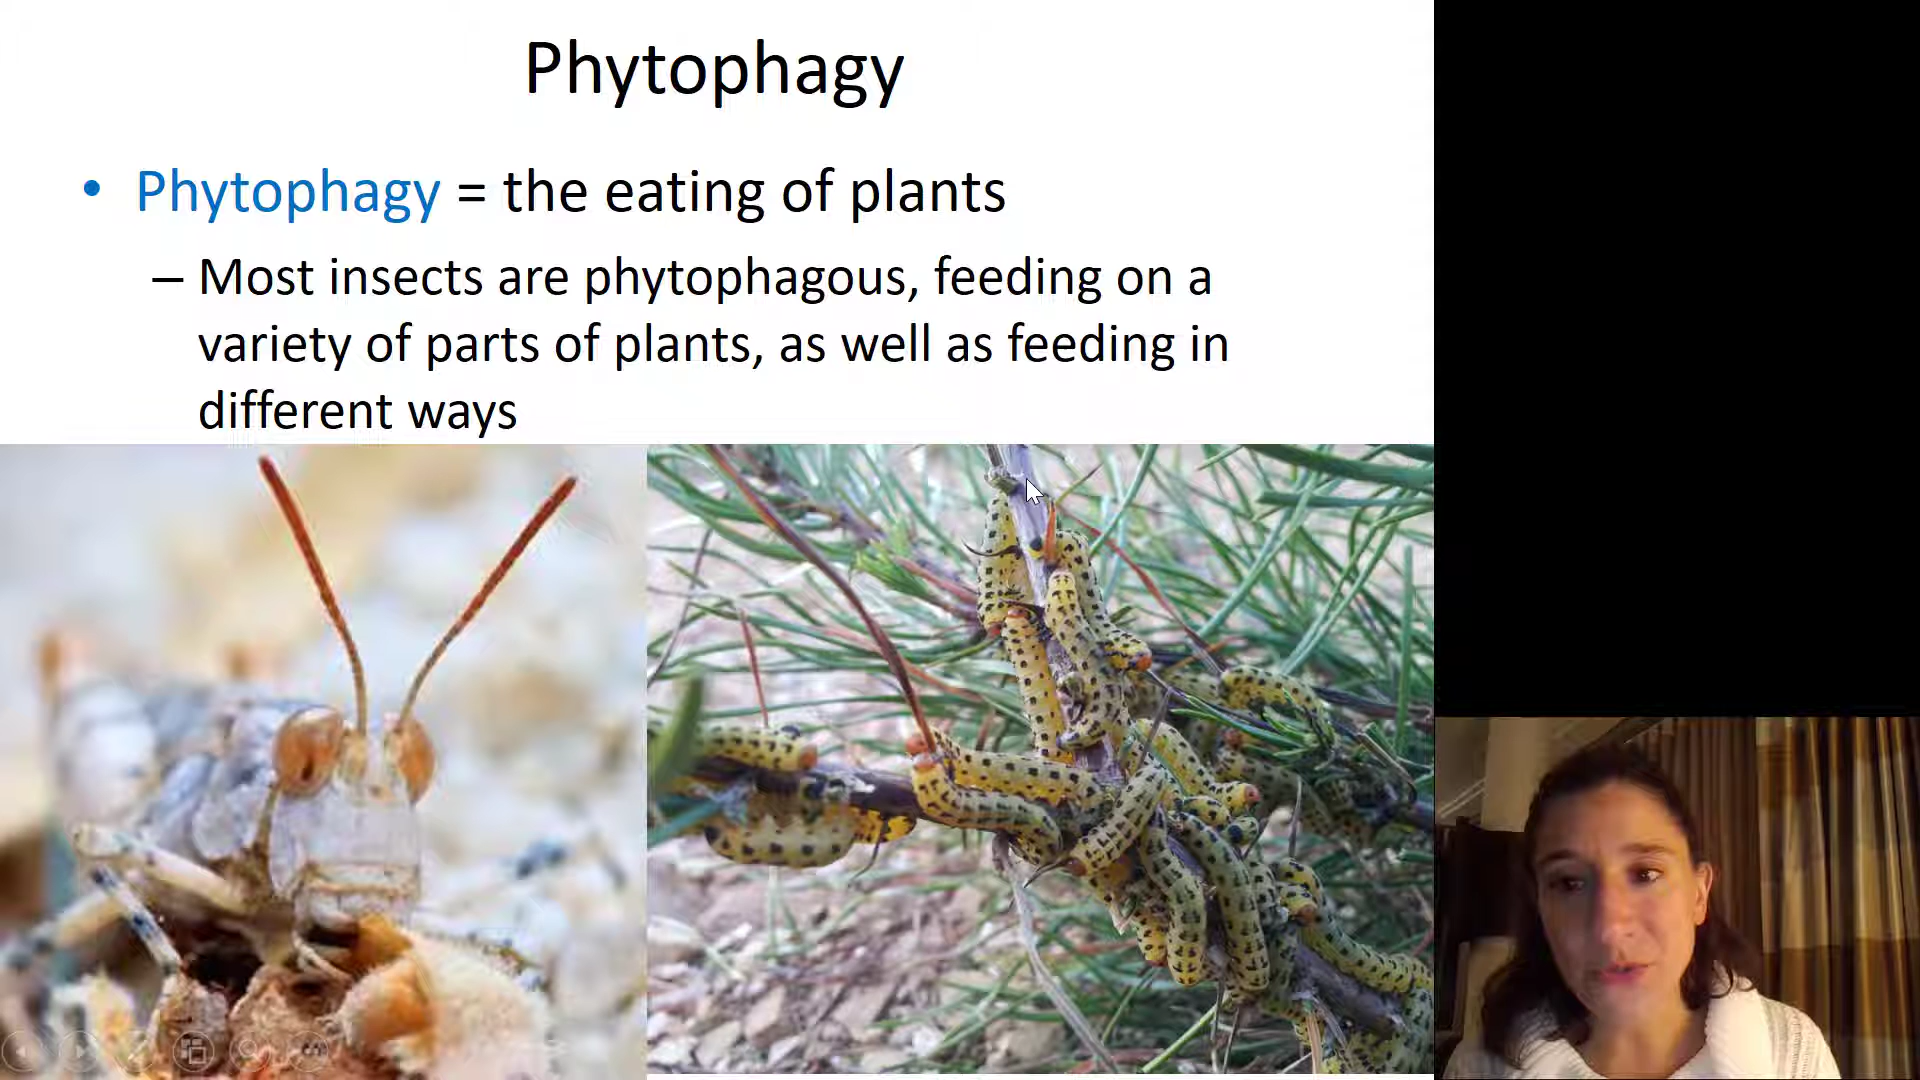 Phytophagy
• Phytophagy = the eating of plants
– Most insects are phytophagous, feeding on a
variety of parts of plants, as well as feeding in
different ways